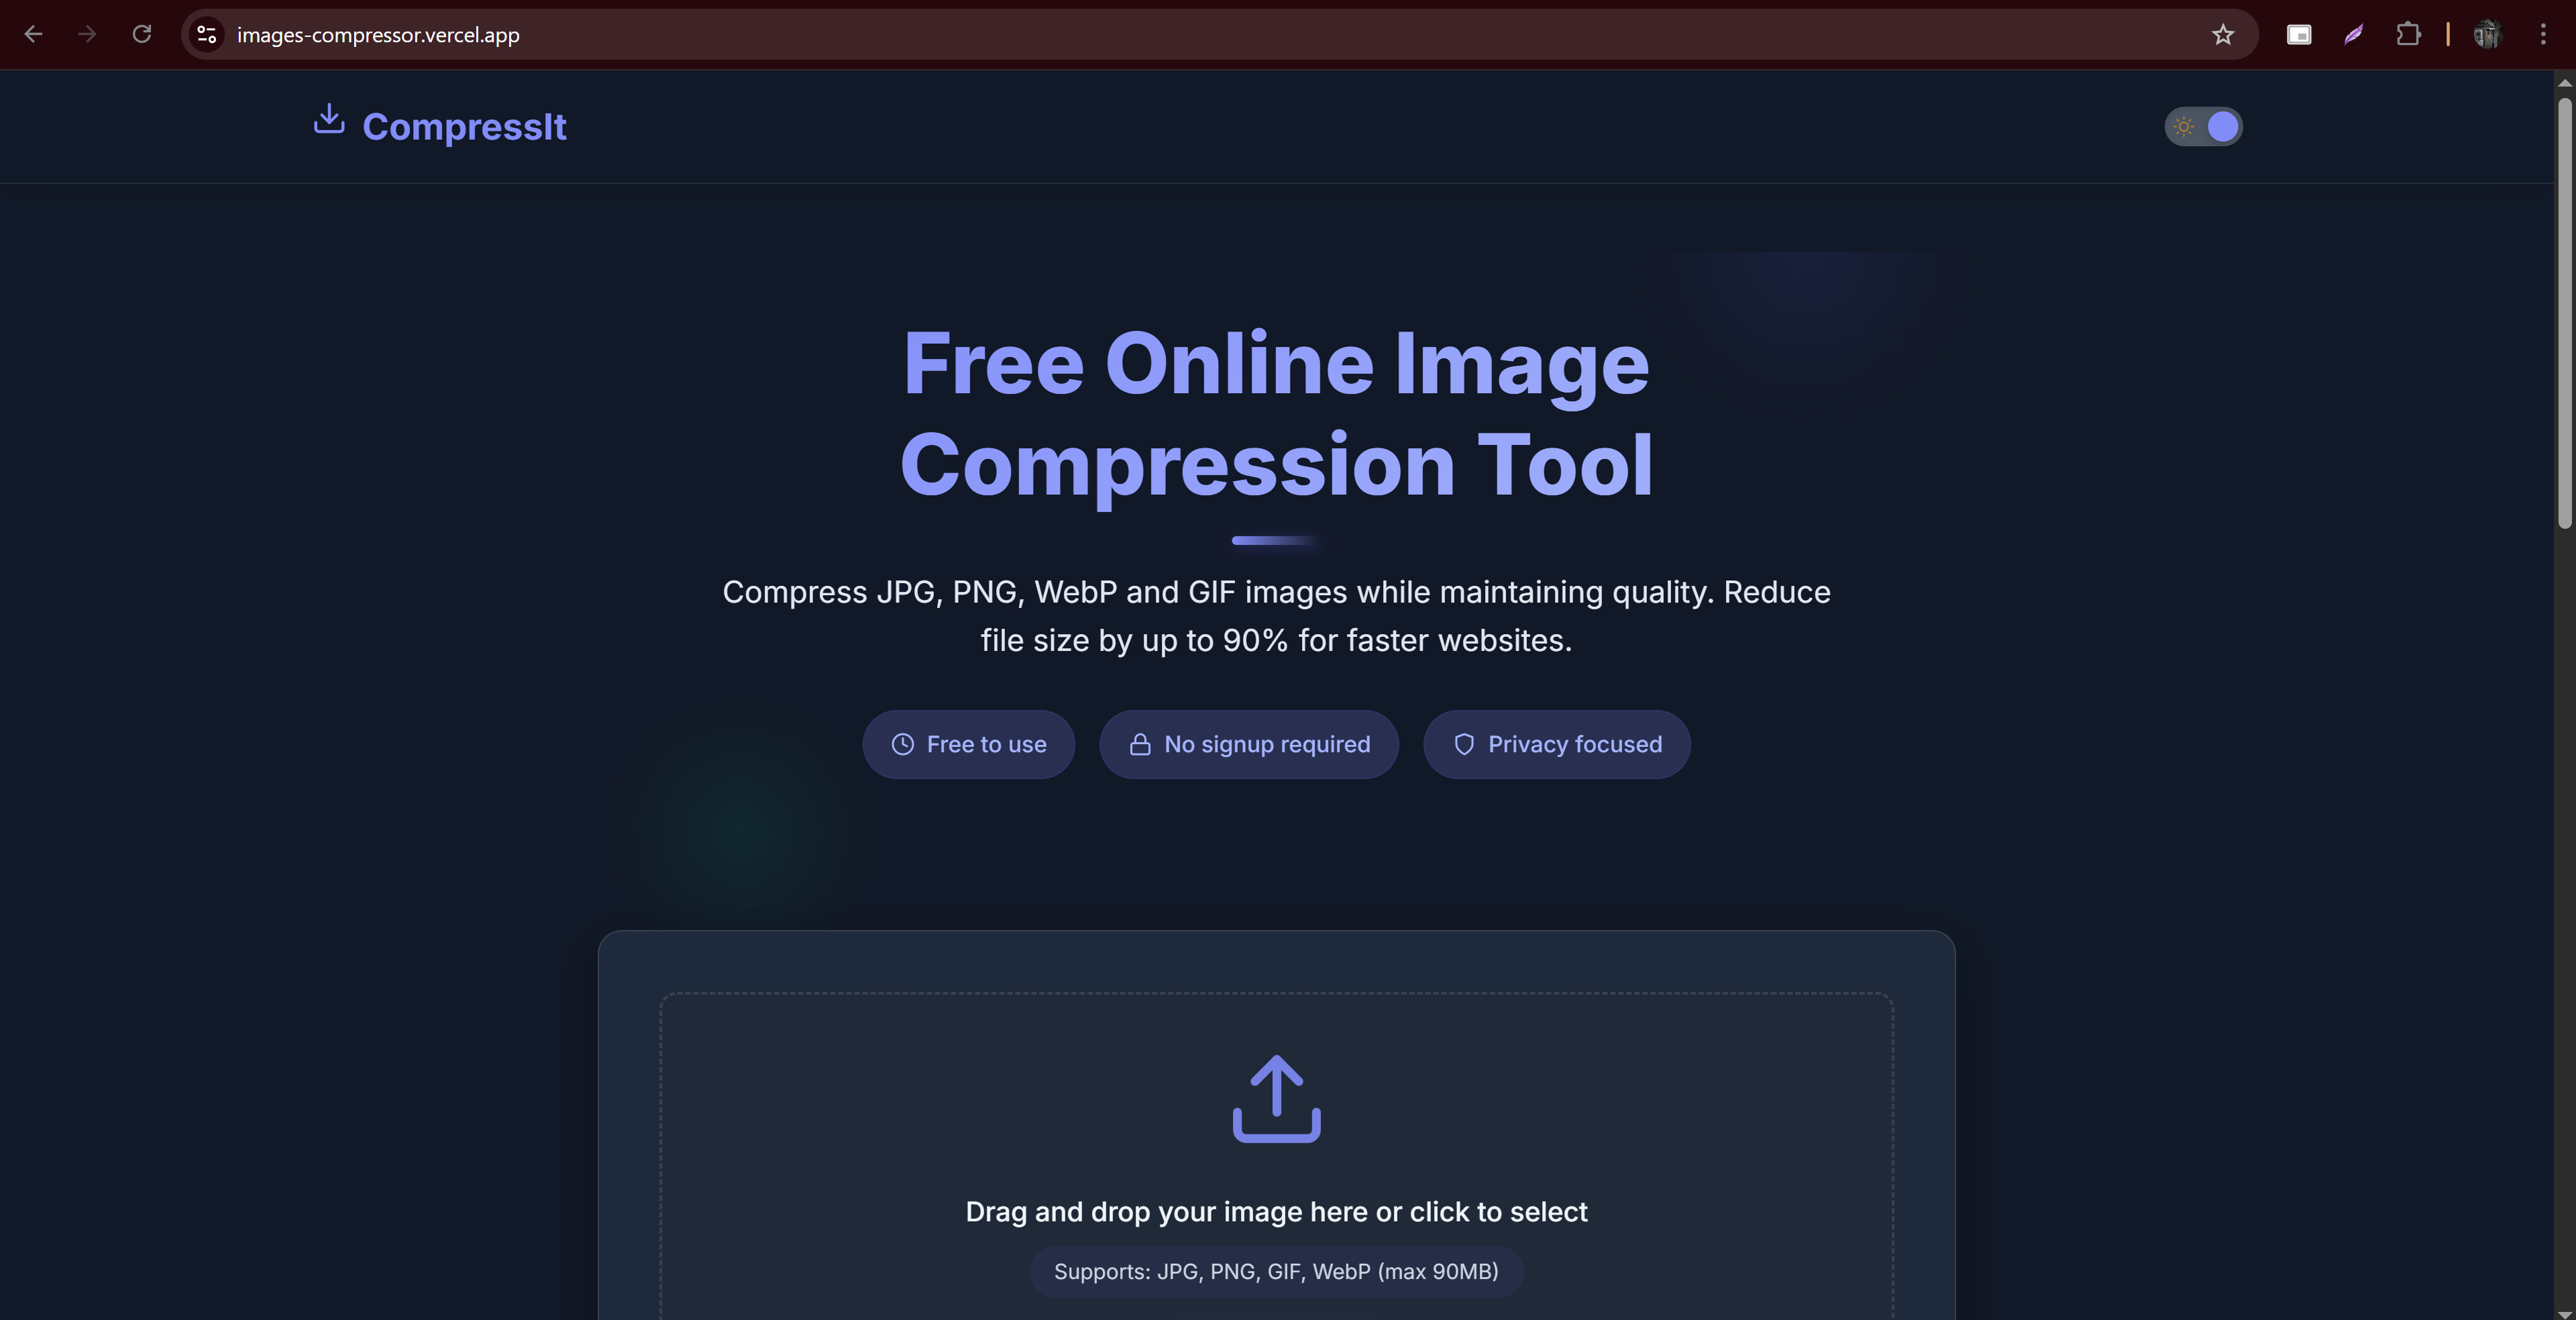 images-compressor.vercel.app
CompressIt
Free Online Image
Compression Tool
Compress JPG, PNG, WebP and GIF images while maintaining quality. Reduce
file size by up to 90% for faster websites.
Free to use
No signup required
Privacy focused
Drag and drop your image here or click to select
Supports: JPG, PNG, GIF, WebP (max 90MB)